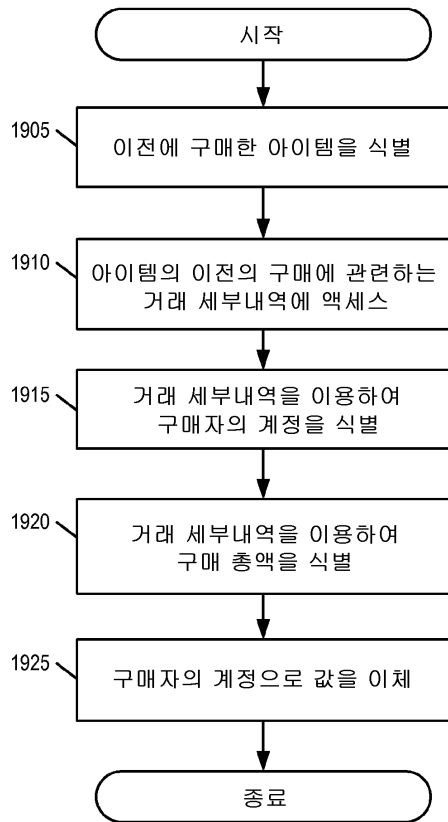 시작
1905
이전에 구매한 아이템을 식별
1910
아이템의 이전의 구매에 관련하는
거래 세부내역에 액세스
1915
거래 세부내역을 이용하여
구매자의 계정을 식별
1920
거래 세부내역을 이용하여
구매 총액을 식별
1925
구매자의 계정으로 값을 이체
종료